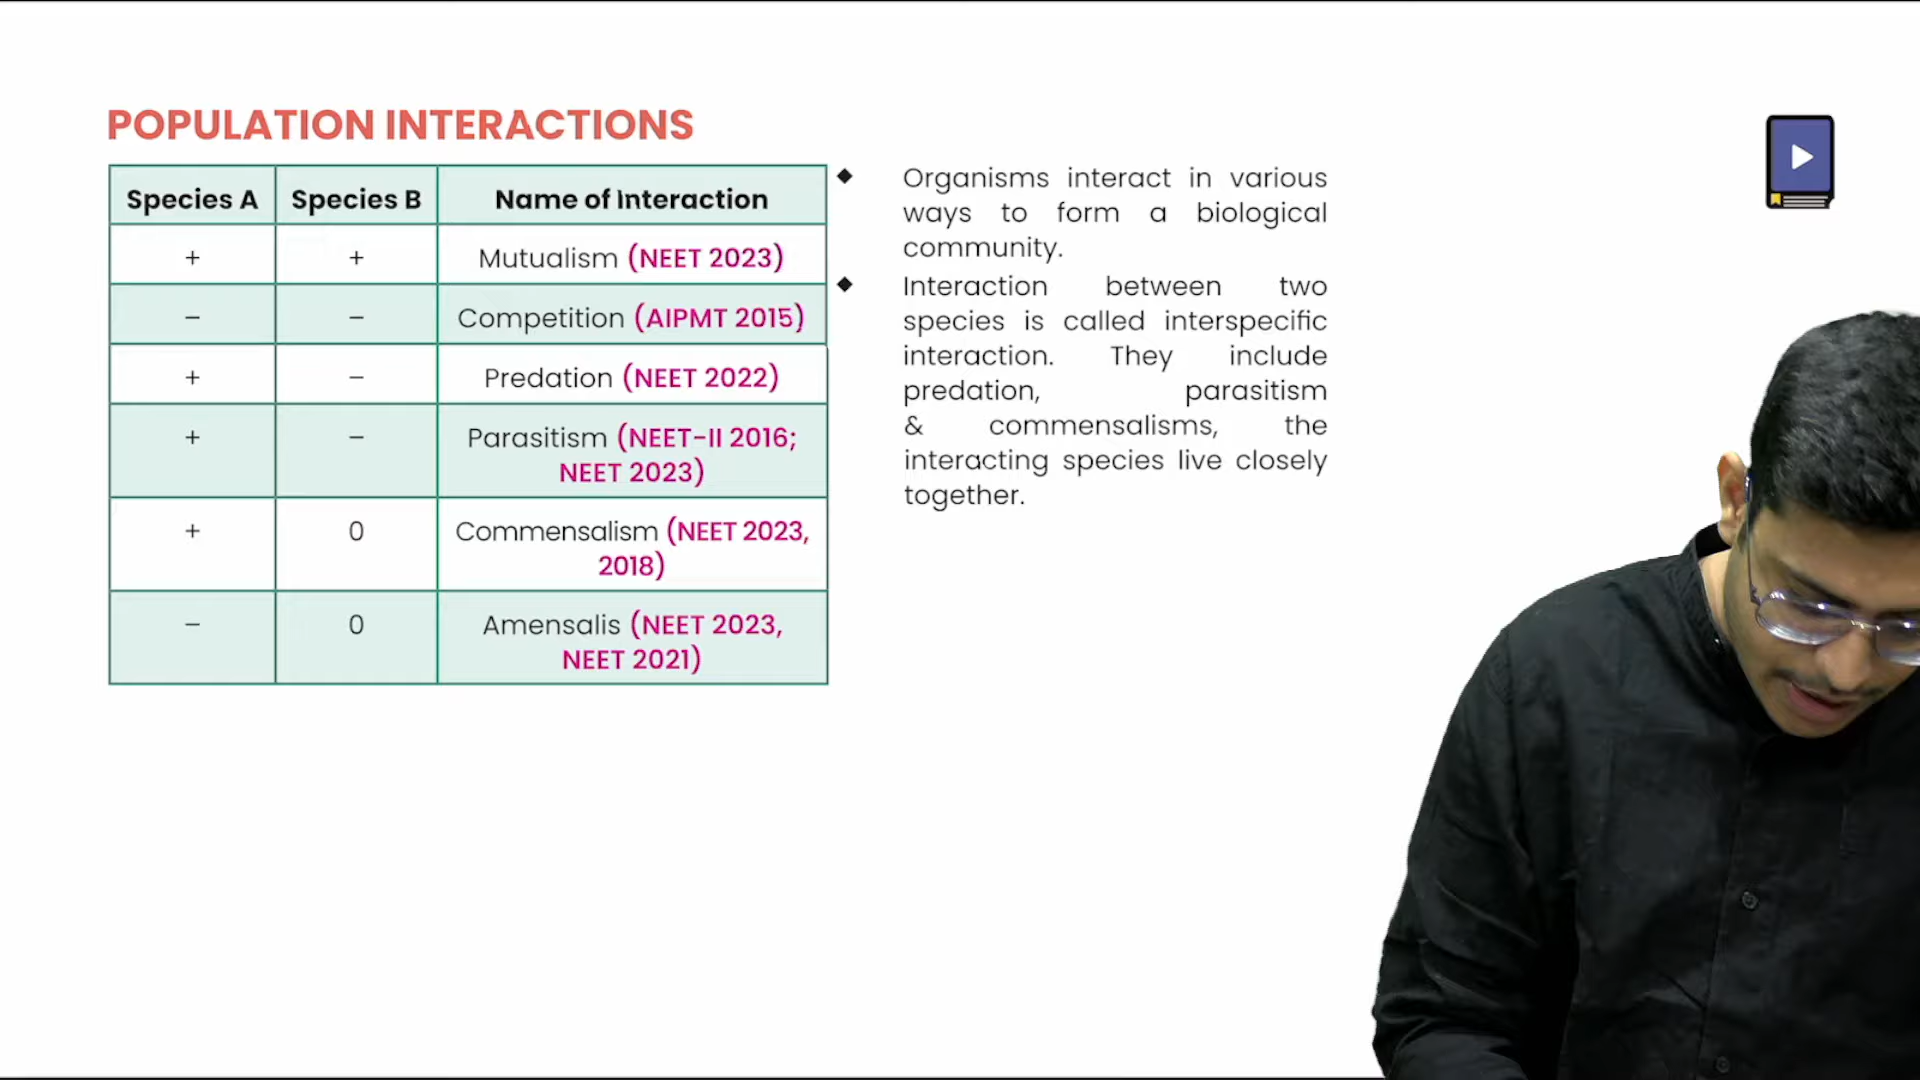 POPULATION INTERACTIONS
Species A Species B Name of Interaction
+ + Mutualism (NEET 2023)
– – Competition (AIPMT 2015)
+ – Predation (NEET 2022)
+ – Parasitism (NEET-II 2016;
NEET 2023)
+ 0 Commensalism (NEET 2023,
2018)
– 0 Amensalis (NEET 2023,
NEET 2021)
◆ Organisms interact in various
ways to form a biological
community.
◆ Interaction between two
species is called interspecific
interaction. They include
predation, parasitism
& commensalisms, the
interacting species live closely
together.